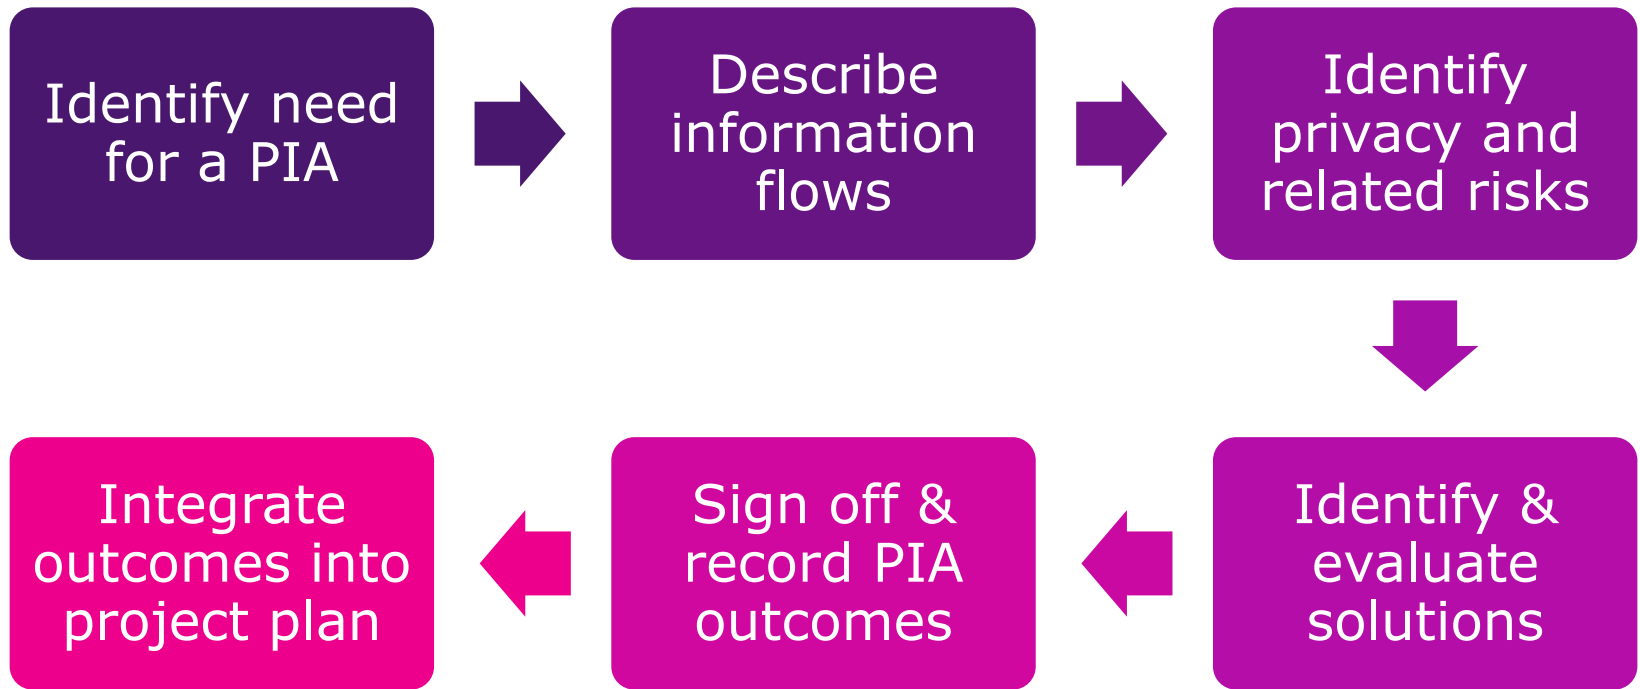 Identify need
for a PIA
Describe
information
flows
Identify
privacy and
related risks
Identify &
evaluate
solutions
Sign off &
record PIA
outcomes
Integrate
outcomes into
project plan